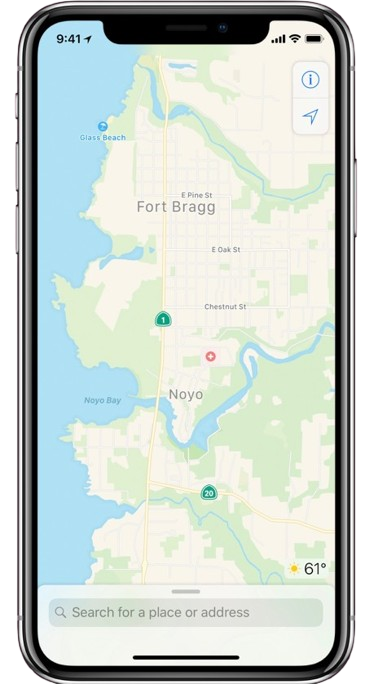 9:41
Glass Beach
E Pine St
Fort Bragg
E Oak St
Chestnut St
1
Noyo Bay
Noyo
20
61°
Search for a place or address